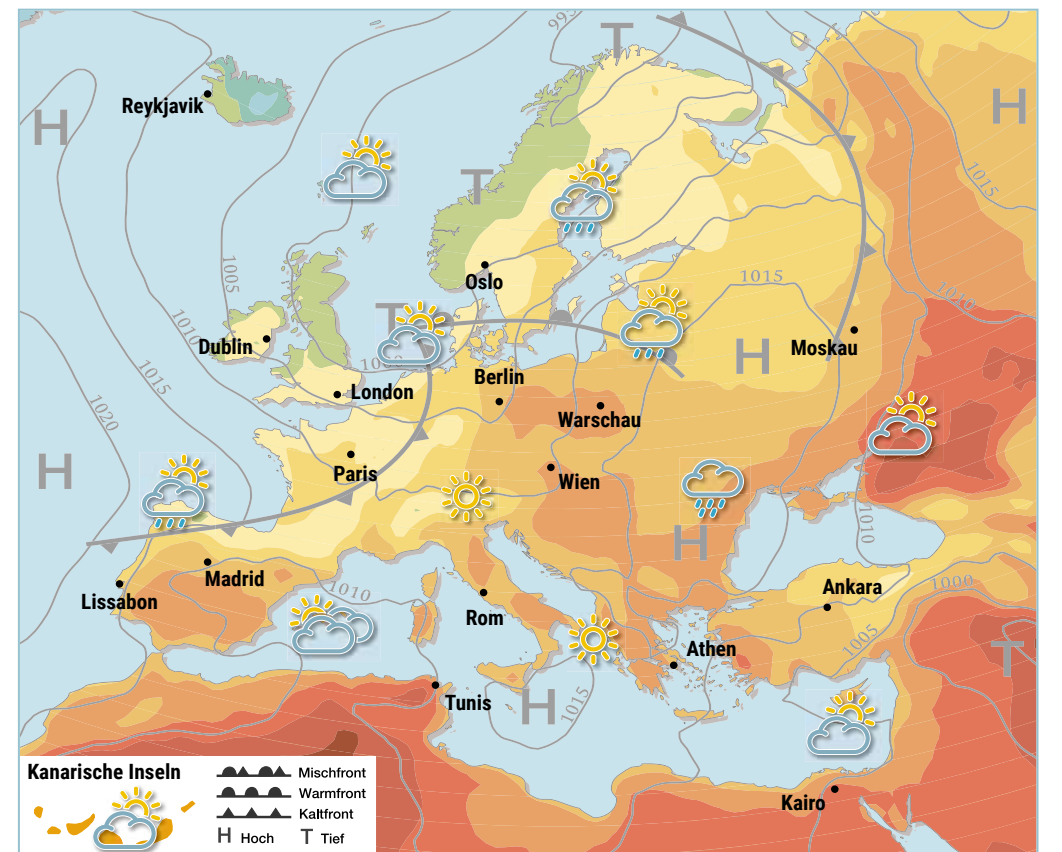 995
T
Reykjavik
H
H
1015
T
Oslo
1005
1015
1010
1010
T
Dublin
Moskau
H
1015
Berlin
London
1020
Warschau
H
Paris
Wien
1010
H
Madrid
1010
Ankara
1000
Lissabon
Rom
1005
Athen
T
Tunis
H
1015
Kanarische Inseln
Mischfront
Warmfront
Kaltfront
H Hoch
T Tief
Kairo